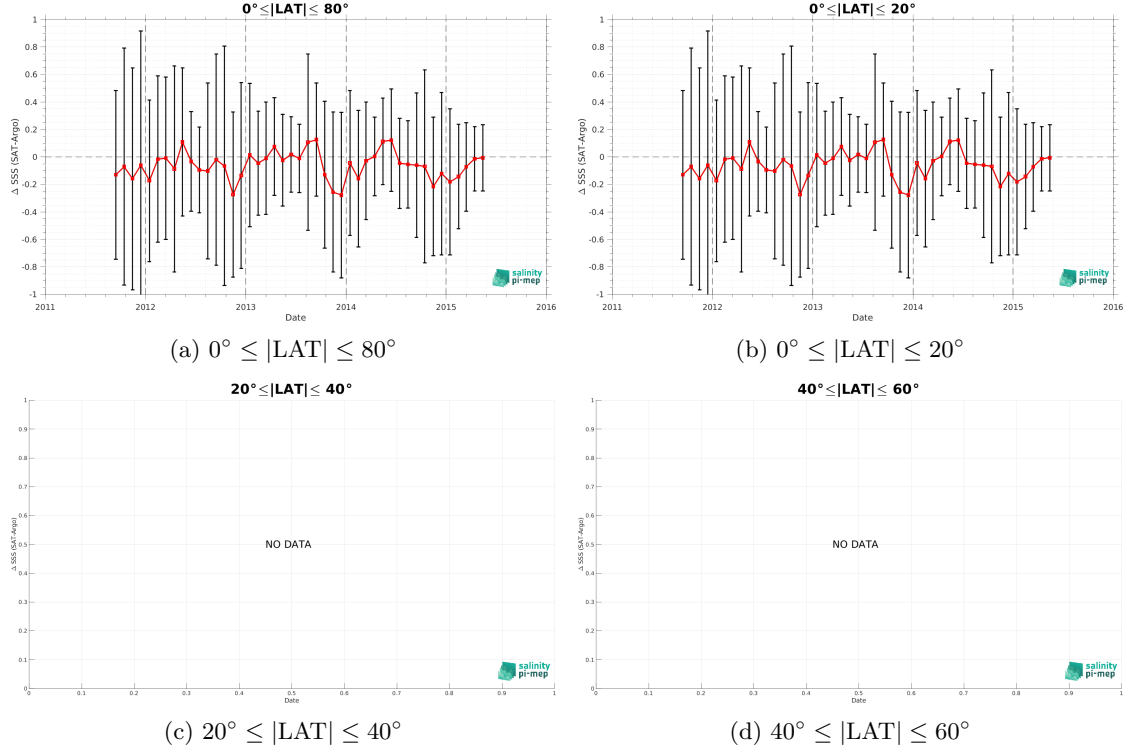 0°≤|LAT|≤ 80°
1
0.8
0.6
0.4
0.2
0
-0.2
-0.4
-0.6
-0.8
-1
Δ SSS (SAT-Argo)
2011 2012 2013 2014 2015 2016
Date
salinity
pi-mep
(a) 0° ≤ |LAT| ≤ 80°
0°≤|LAT|≤ 20°
1
0.8
0.6
0.4
0.2
0
-0.2
-0.4
-0.6
-0.8
-1
Δ SSS (SAT-Argo)
2011 2012 2013 2014 2015 2016
Date
salinity
pi-mep
(b) 0° ≤ |LAT| ≤ 20°
20°≤|LAT|≤ 40°
1
0.9
0.8
0.7
0.6
0.5
0.4
0.3
0.2
0.1
0
Δ SSS (SAT-Argo)
NO DATA
0 0.1 0.2 0.3 0.4 0.5 0.6 0.7 0.8 0.9 1
Date
salinity
pi-mep
(c) 20° ≤ |LAT| ≤ 40°
40°≤|LAT|≤ 60°
1
0.9
0.8
0.7
0.6
0.5
0.4
0.3
0.2
0.1
0
Δ SSS (SAT-Argo)
NO DATA
0 0.1 0.2 0.3 0.4 0.5 0.6 0.7 0.8 0.9 1
Date
salinity
pi-mep
(d) 40° ≤ |LAT| ≤ 60°